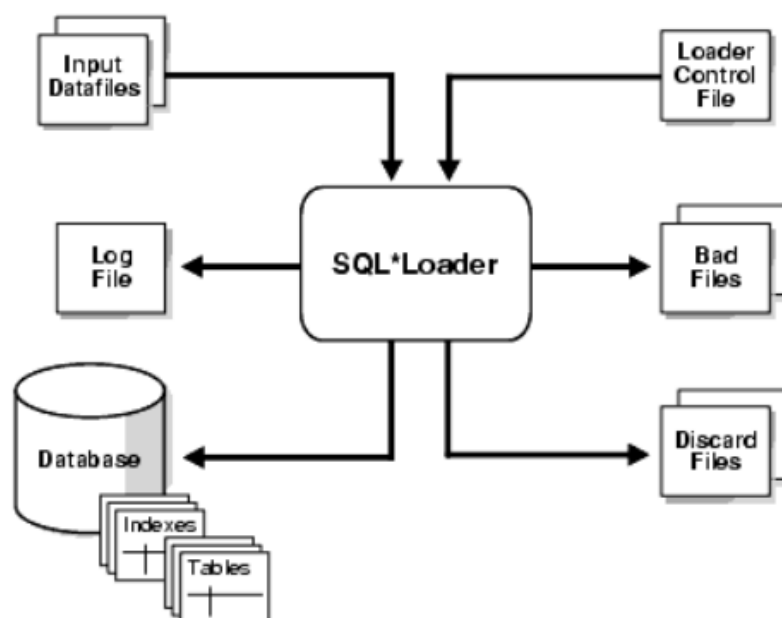 Input
Datafiles
Loader
Control
File
Log
File
SQL*Loader
Bad
Files
Database
Discard
Files
Indexes
Tables